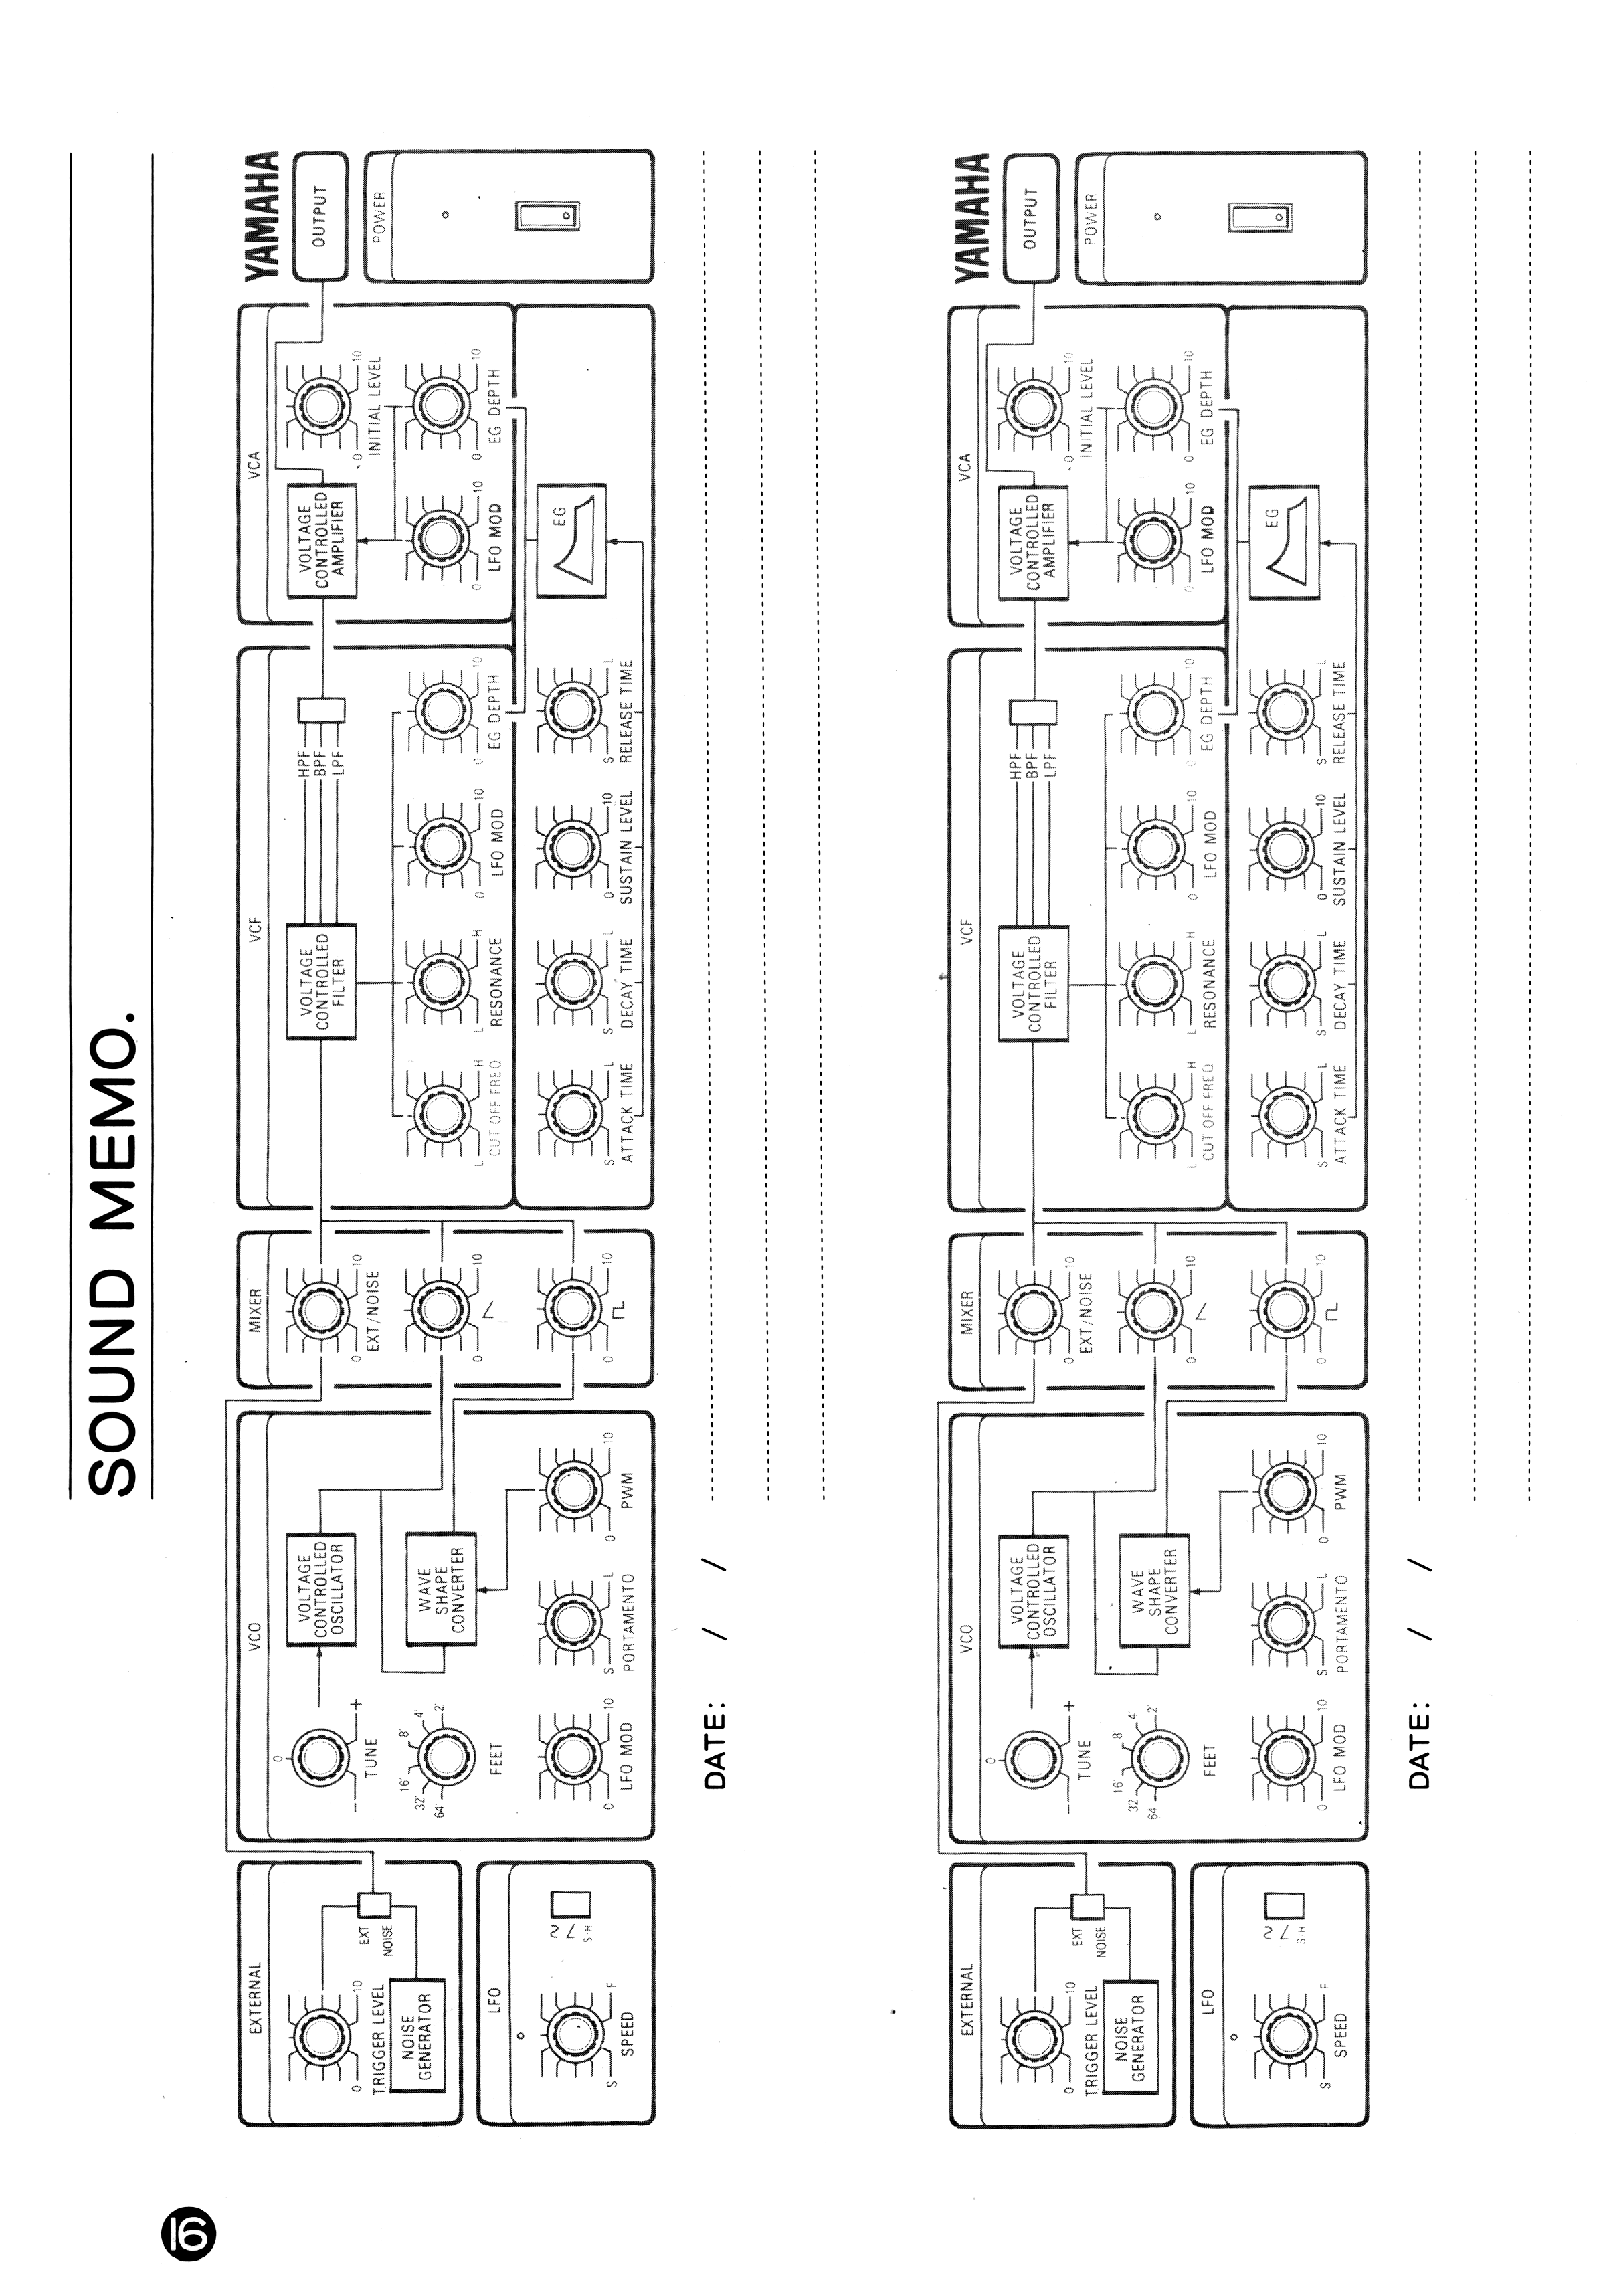 SOUND MEMO.
YAMAHA
EXTERNAL
VCO
MIXER
VCF
VCA
OUTPUT
0 10
TRIGGER LEVEL
EXT
NOISE
NOISE
GENERATOR
0
- +
TUNE
VOLTAGE
CONTROLLED
OSCILLATOR
0 10
EXT/NOISE
VOLTAGE
CONTROLLED
FILTER
HPF
BPF
LPF
VOLTAGE
CONTROLLED
AMPLIFIER
0 10
INITIAL LEVEL
POWER
64' 32' 16' 8' 4' 2'
FEET
WAVE
SHAPE
CONVERTER
0 10
L H
CUT OFF FREQ
L H
RESONANCE
0 10
LFO MOD
0 10
EG DEPTH
0 10
LFO MOD
0 10
EG DEPTH
LFO
S F
SPEED
S/H
0 10
LFO MOD
S L
PORTAMENTO
0 10
PWM
0 10
S L
ATTACK TIME
S L
DECAY TIME
0 10
SUSTAIN LEVEL
S L
RELEASE TIME
EG
DATE: / /
YAMAHA
EXTERNAL
VCO
MIXER
VCF
VCA
OUTPUT
0 10
TRIGGER LEVEL
EXT
NOISE
NOISE
GENERATOR
0
- +
TUNE
VOLTAGE
CONTROLLED
OSCILLATOR
0 10
EXT/NOISE
VOLTAGE
CONTROLLED
FILTER
HPF
BPF
LPF
VOLTAGE
CONTROLLED
AMPLIFIER
0 10
INITIAL LEVEL
POWER
64 32' 16' 8' 4' 2'
FEET
WAVE
SHAPE
CONVERTER
0 10
L H
CUT OFF FREQ
L H
RESONANCE
0 10
LFO MOD
0 10
EG DEPTH
0 10
LFO MOD
0 10
EG DEPTH
LFO
S F
SPEED
S/H
0 10
LFO MOD
S L
PORTAMENTO
0 10
PWM
0 10
S L
ATTACK TIME
S L
DECAY TIME
0 10
SUSTAIN LEVEL
S L
RELEASE TIME
EG
DATE: / /
16